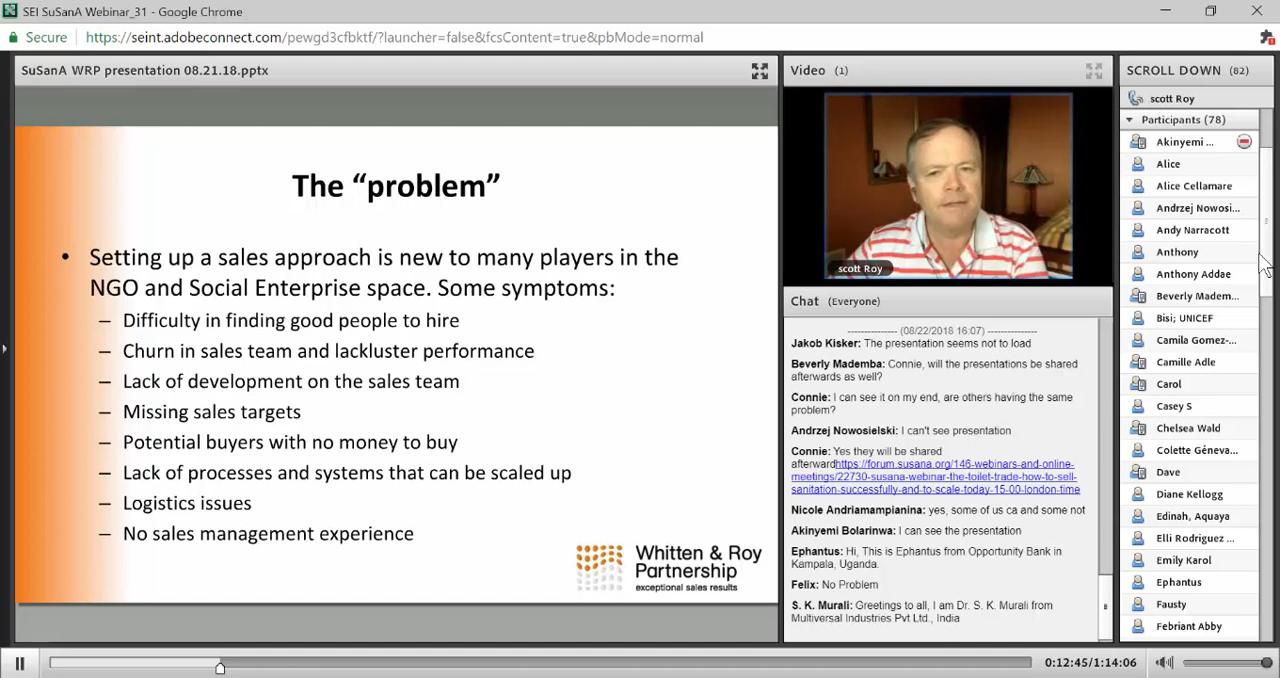 SEI SuSanA Webinar_31 - Google Chrome
Secure https://seint.adobeconnect.com/pewgd3cfbktf/?launcher=false&fcsContent=true&pbMode=normal
SuSanA WRP presentation 08.21.18.pptx
The “problem”
• Setting up a sales approach is new to many players in the
NGO and Social Enterprise space. Some symptoms:
– Difficulty in finding good people to hire
– Churn in sales team and lackluster performance
– Lack of development on the sales team
– Missing sales targets
– Potential buyers with no money to buy
– Lack of processes and systems that can be scaled up
– Logistics issues
– No sales management experience
Whitten & Roy
Partnership
exceptional sales results
Video (1)
scott Roy
Chat (Everyone)
--------------- (08/22/2018 16:07) ---------------
Jakob Kisker: The presentation seems not to load
Beverly Mademba: Connie, will the presentations be shared
afterwards as well?
Connie: I can see it on my end, are others having the same
problem?
Andrzej Nowosielski: I can't see presentation
Connie: Yes they will be shared
afterwardhttps://forum.susana.org/146-webinars-and-online-
meetings/22730-susana-webinar-the-toilet-trade-how-to-sell-
sanitation-successfully-and-to-scale-today-15-00-london-time
Nicole Andriamampianina: yes, some of us ca and some not
Akinyemi Bolarinwa: I can see the presentation
Ephantus: Hi, This is Ephantus from Opportunity Bank in
Kampala, Uganda.
Felix: No Problem
S. K. Murali: Greetings to all, I am Dr. S. K. Murali from
Multiversal Industries Pvt Ltd., India
SCROLL DOWN (82)
scott Roy
Participants (78)
Akinyemi ...
Alice
Alice Cellamare
Andrzej Nowosi...
Andy Narracott
Anthony
Anthony Addae
Beverly Madem...
Bisi; UNICEF
Camila Gomez-...
Camille Adle
Carol
Casey S
Chelsea Wald
Colette Géneva...
Dave
Diane Kellogg
Edinah, Aquaya
Elli Rodriguez ...
Emily Karol
Ephantus
Fausty
Febriant Abby
0:12:45/1:14:06